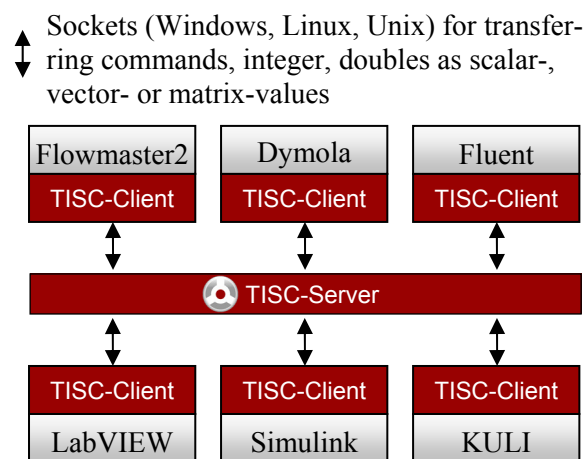 Sockets (Windows, Linux, Unix) for transfer-
ring commands, integer, doubles as scalar-,
vector- or matrix-values
Flowmaster2 Dymola Fluent
TISC-Client TISC-Client TISC-Client
TISC-Server
TISC-Client TISC-Client TISC-Client
LabVIEW Simulink KULI